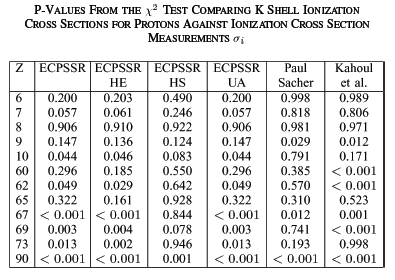 P-Values From the χ² Test Comparing K Shell Ionization
Cross Sections for Protons Against Ionization Cross Section
Measurements σi
Z ECPSSR ECPSSR ECPSSR ECPSSR Paul Kahoul
HE HS UA Sacher et al.
6 0.200 0.203 0.490 0.200 0.998 0.989
7 0.057 0.061 0.246 0.057 0.818 0.806
8 0.906 0.910 0.922 0.906 0.981 0.971
9 0.147 0.136 0.124 0.147 0.029 0.012
10 0.044 0.046 0.083 0.044 0.791 0.171
60 0.296 0.185 0.550 0.296 0.385 < 0.001
62 0.049 0.029 0.642 0.049 0.570 < 0.001
65 0.322 0.161 0.928 0.322 0.310 0.523
67 < 0.001 < 0.001 0.844 < 0.001 0.012 0.001
69 0.003 0.004 0.078 0.003 0.741 < 0.001
73 0.013 0.002 0.946 0.013 0.193 0.998
90 < 0.001 < 0.001 0.001 < 0.001 < 0.001 < 0.001